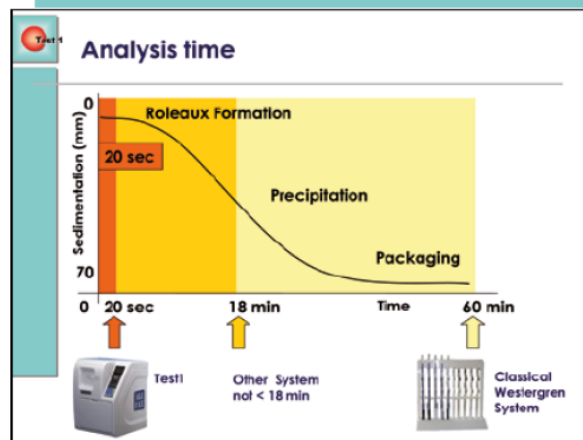 Test 1
Analysis time
0
Roleaux Formation
20 sec
Sedimentation (mm)
Precipitation
Packaging
70
0 20 sec 18 min Time 60 min
Test1
Other System
not < 18 min
Classical
Westergren
System